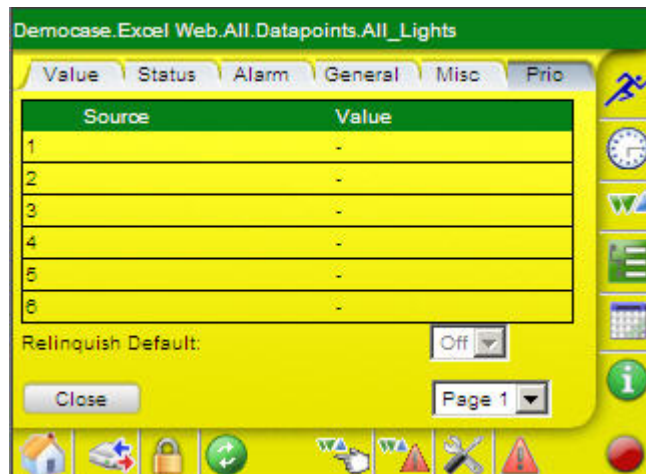 Democase.Excel Web.All.Datapoints.All_Lights
Value Status Alarm General Misc Prio
Source Value
1 -
2 -
3 -
4 -
5 -
6 -
Relinquish Default: Off
Close Page 1